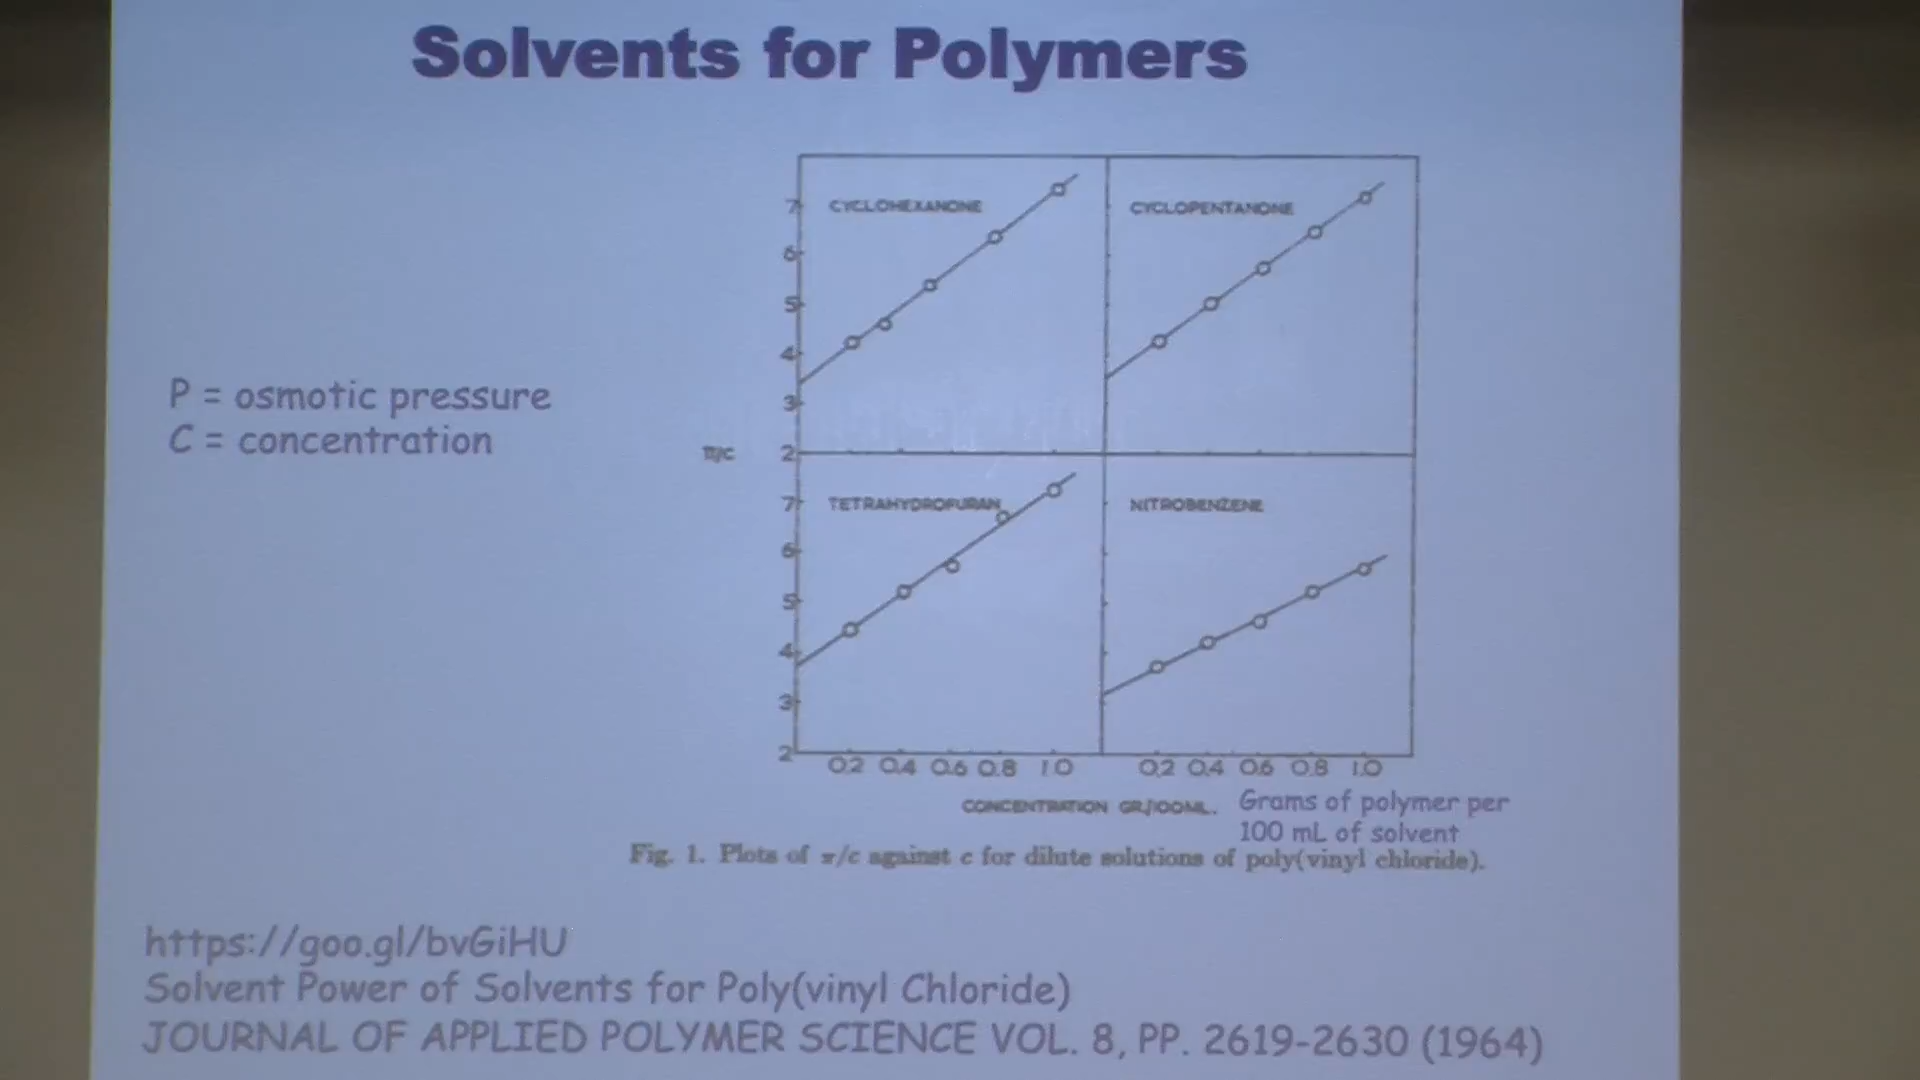 Solvents for Polymers
P = osmotic pressure
C = concentration
CYCLOHEXANONE
CYCLOPENTANONE
7
6
5
4
3
π/c
2
TETRAHYDROFURAN
NITROBENZENE
7
6
5
4
3
2
0.2 0.4 0.6 0.8 1.0
0.2 0.4 0.6 0.8 1.0
CONCENTRATION GR/100ML.
Grams of polymer per
100 mL of solvent
Fig. 1. Plots of π/c against c for dilute solutions of poly(vinyl chloride).
https://goo.gl/bvGiHU
Solvent Power of Solvents for Poly(vinyl Chloride)
JOURNAL OF APPLIED POLYMER SCIENCE VOL. 8, PP. 2619-2630 (1964)